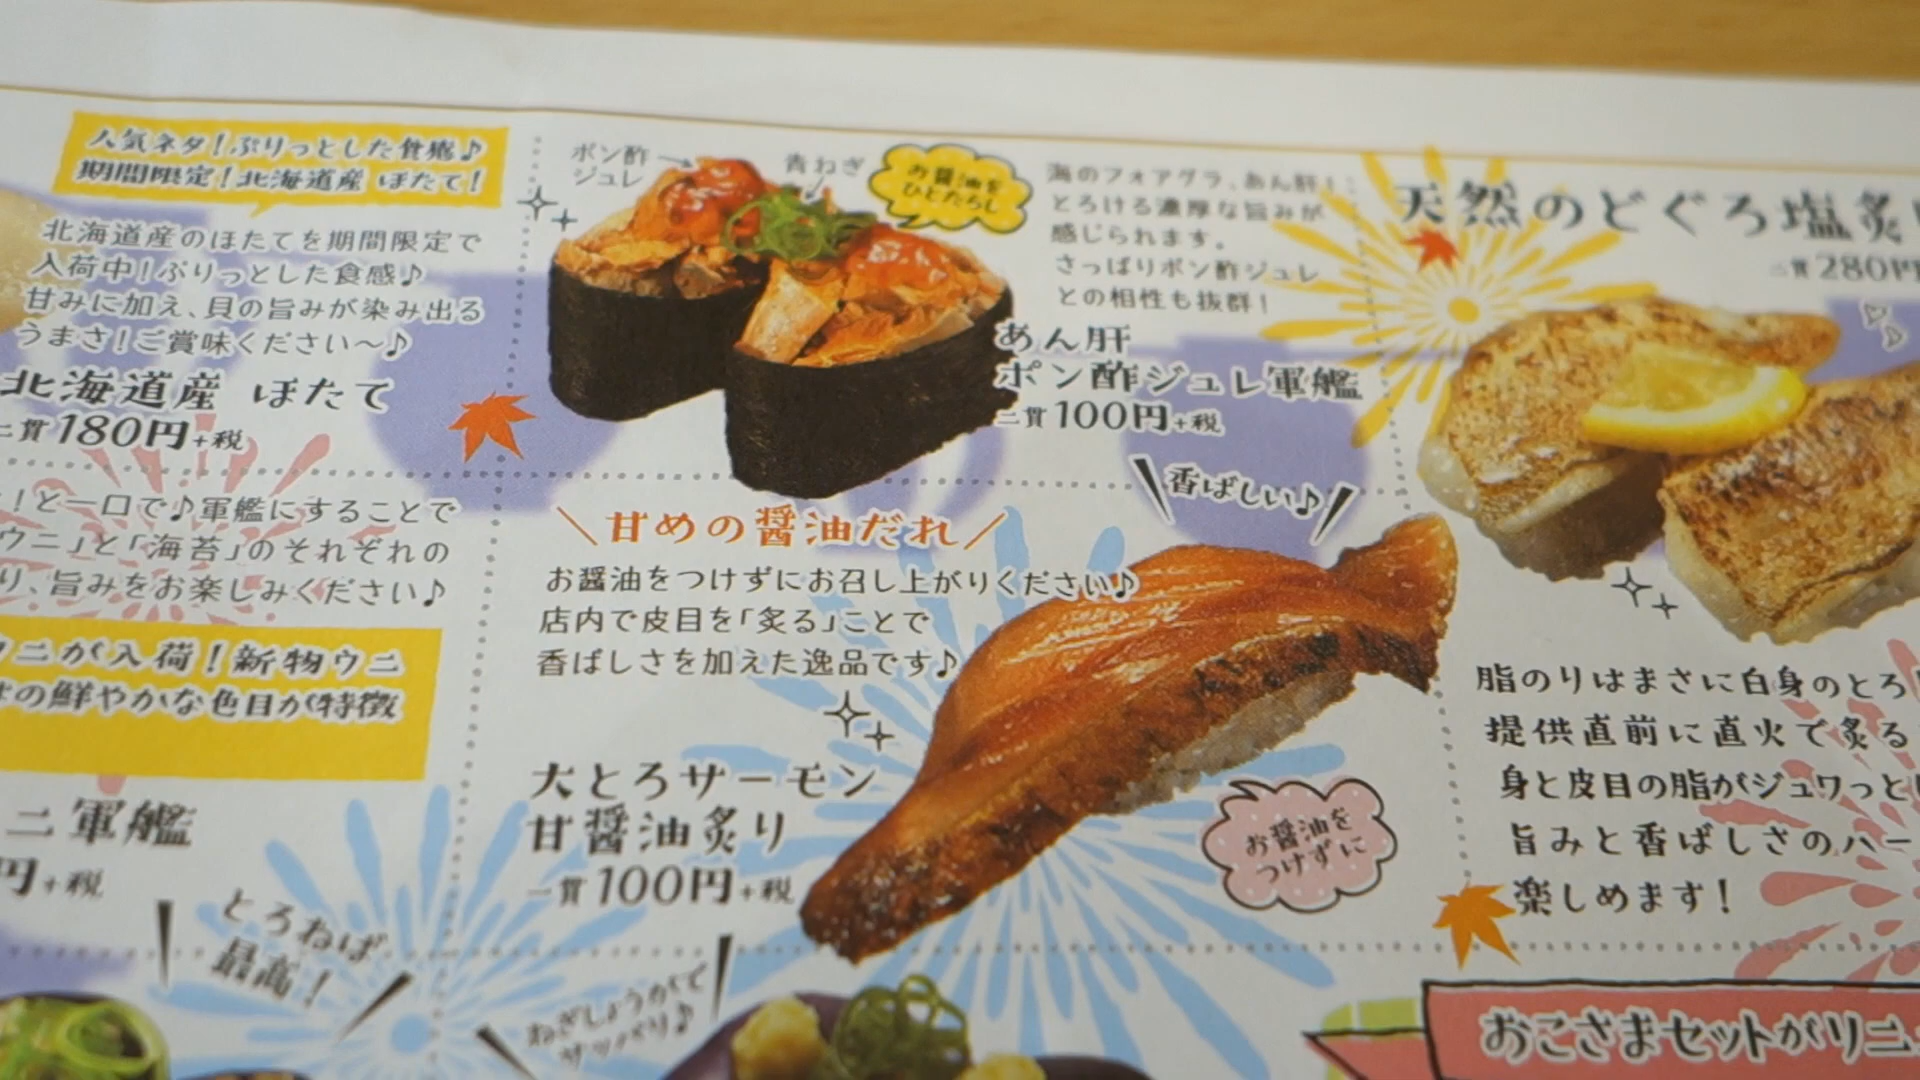 人気ネタ!ぷりっとした食感♪
期間限定!北海道産 ほたて!
北海道産のほたてを期間限定で
入荷中!ぷりっとした食感♪
甘みに加え、貝の旨みが染み出る
うまさ!ご賞味ください〜♪
北海道産 ほたて
二貫180円+税
!と一口で♪軍艦にすることで
ウニ」と「海苔」のそれぞれの
り、旨みをお楽しみください♪
ウニが入荷!新物ウニ
の鮮やかな色目が特徴
ニ軍艦
円+税
とろねば
最高!
ポン酢
ジュレ
青ねぎ
お醤油を
ひとたらし
海のフォアグラ、あん肝!
とろける濃厚な旨みが
感じられます。
さっぱりポン酢ジュレ
との相性も抜群!
あん肝
ポン酢ジュレ軍艦
二貫100円+税
香ばしい♪
\甘めの醤油だれ/
お醤油をつけずにお召し上がりください♪
店内で皮目を「炙る」ことで
香ばしさを加えた逸品です♪
大とろサーモン
甘醤油炙り
一貫100円+税
お醤油を
つけずに
ねぎしょうがで
サッパリ♪
天然のどぐろ塩炙
二貫280円
脂のりはまさに白身のとろ
提供直前に直火で炙る
身と皮目の脂がジュワっと
旨みと香ばしさのハー
楽しめます!
おこさまセットがリニ